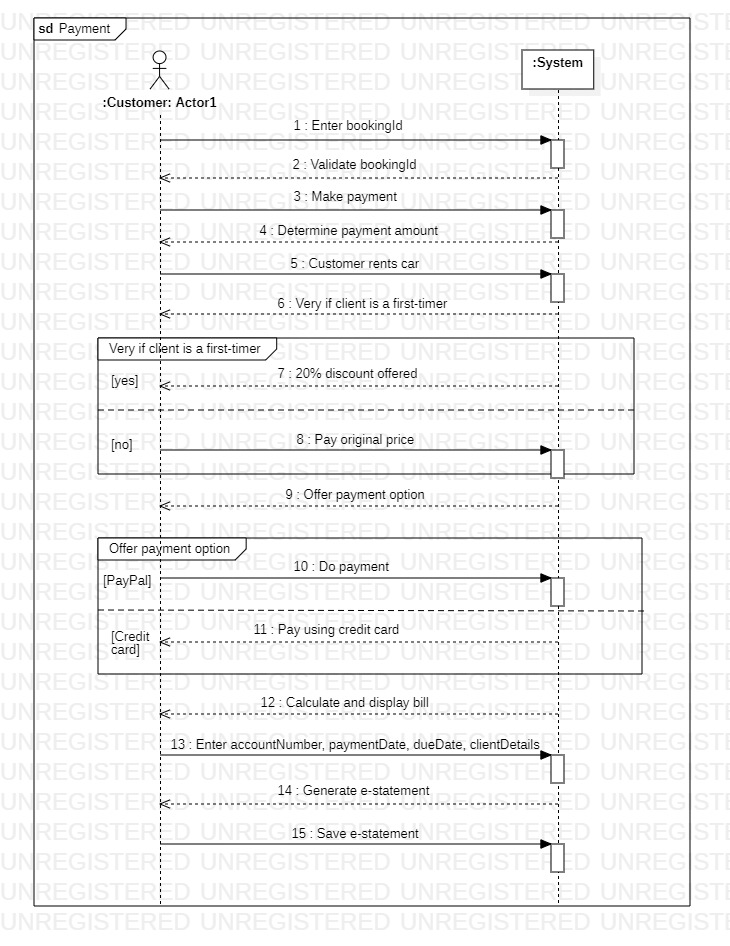 sd Payment
:Customer: Actor1
:System
1 : Enter bookingId
2 : Validate bookingId
3 : Make payment
4 : Determine payment amount
5 : Customer rents car
6 : Very if client is a first-timer
Very if client is a first-timer
[yes]
7 : 20% discount offered
[no]
8 : Pay original price
9 : Offer payment option
Offer payment option
[PayPal]
10 : Do payment
[Credit
card]
11 : Pay using credit card
12 : Calculate and display bill
13 : Enter accountNumber, paymentDate, dueDate, clientDetails
14 : Generate e-statement
15 : Save e-statement
UNREGISTERED